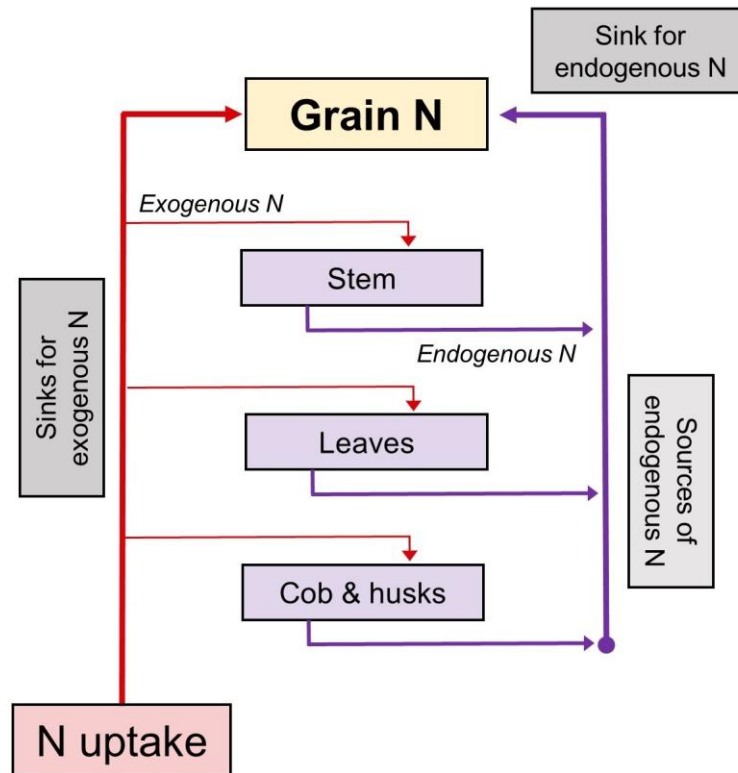 Sink for
endogenous N
Grain N
Exogenous N
Stem
Endogenous N
Sinks for
exogenous N
Leaves
Sources of
endogenous N
Cob & husks
N uptake